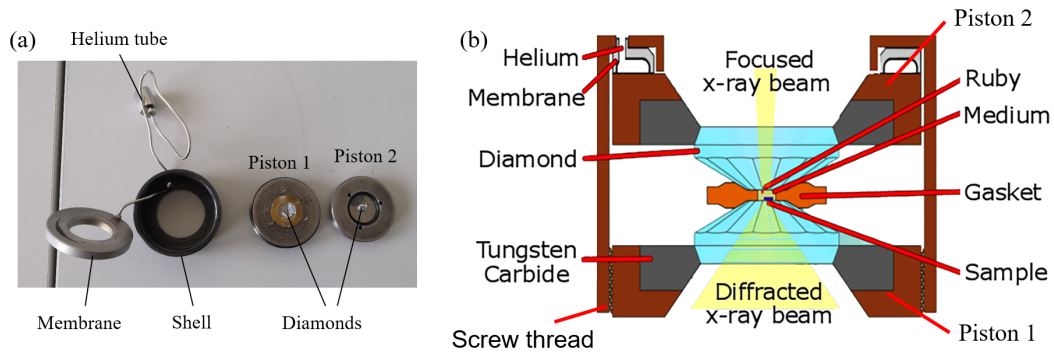 (a)
Helium tube
Piston 1
Piston 2
Membrane
Shell
Diamonds
(b)
Piston 2
Helium
Focused
x-ray beam
Ruby
Membrane
Medium
Diamond
Gasket
Tungsten
Carbide
Sample
Diffracted
x-ray beam
Screw thread
Piston 1